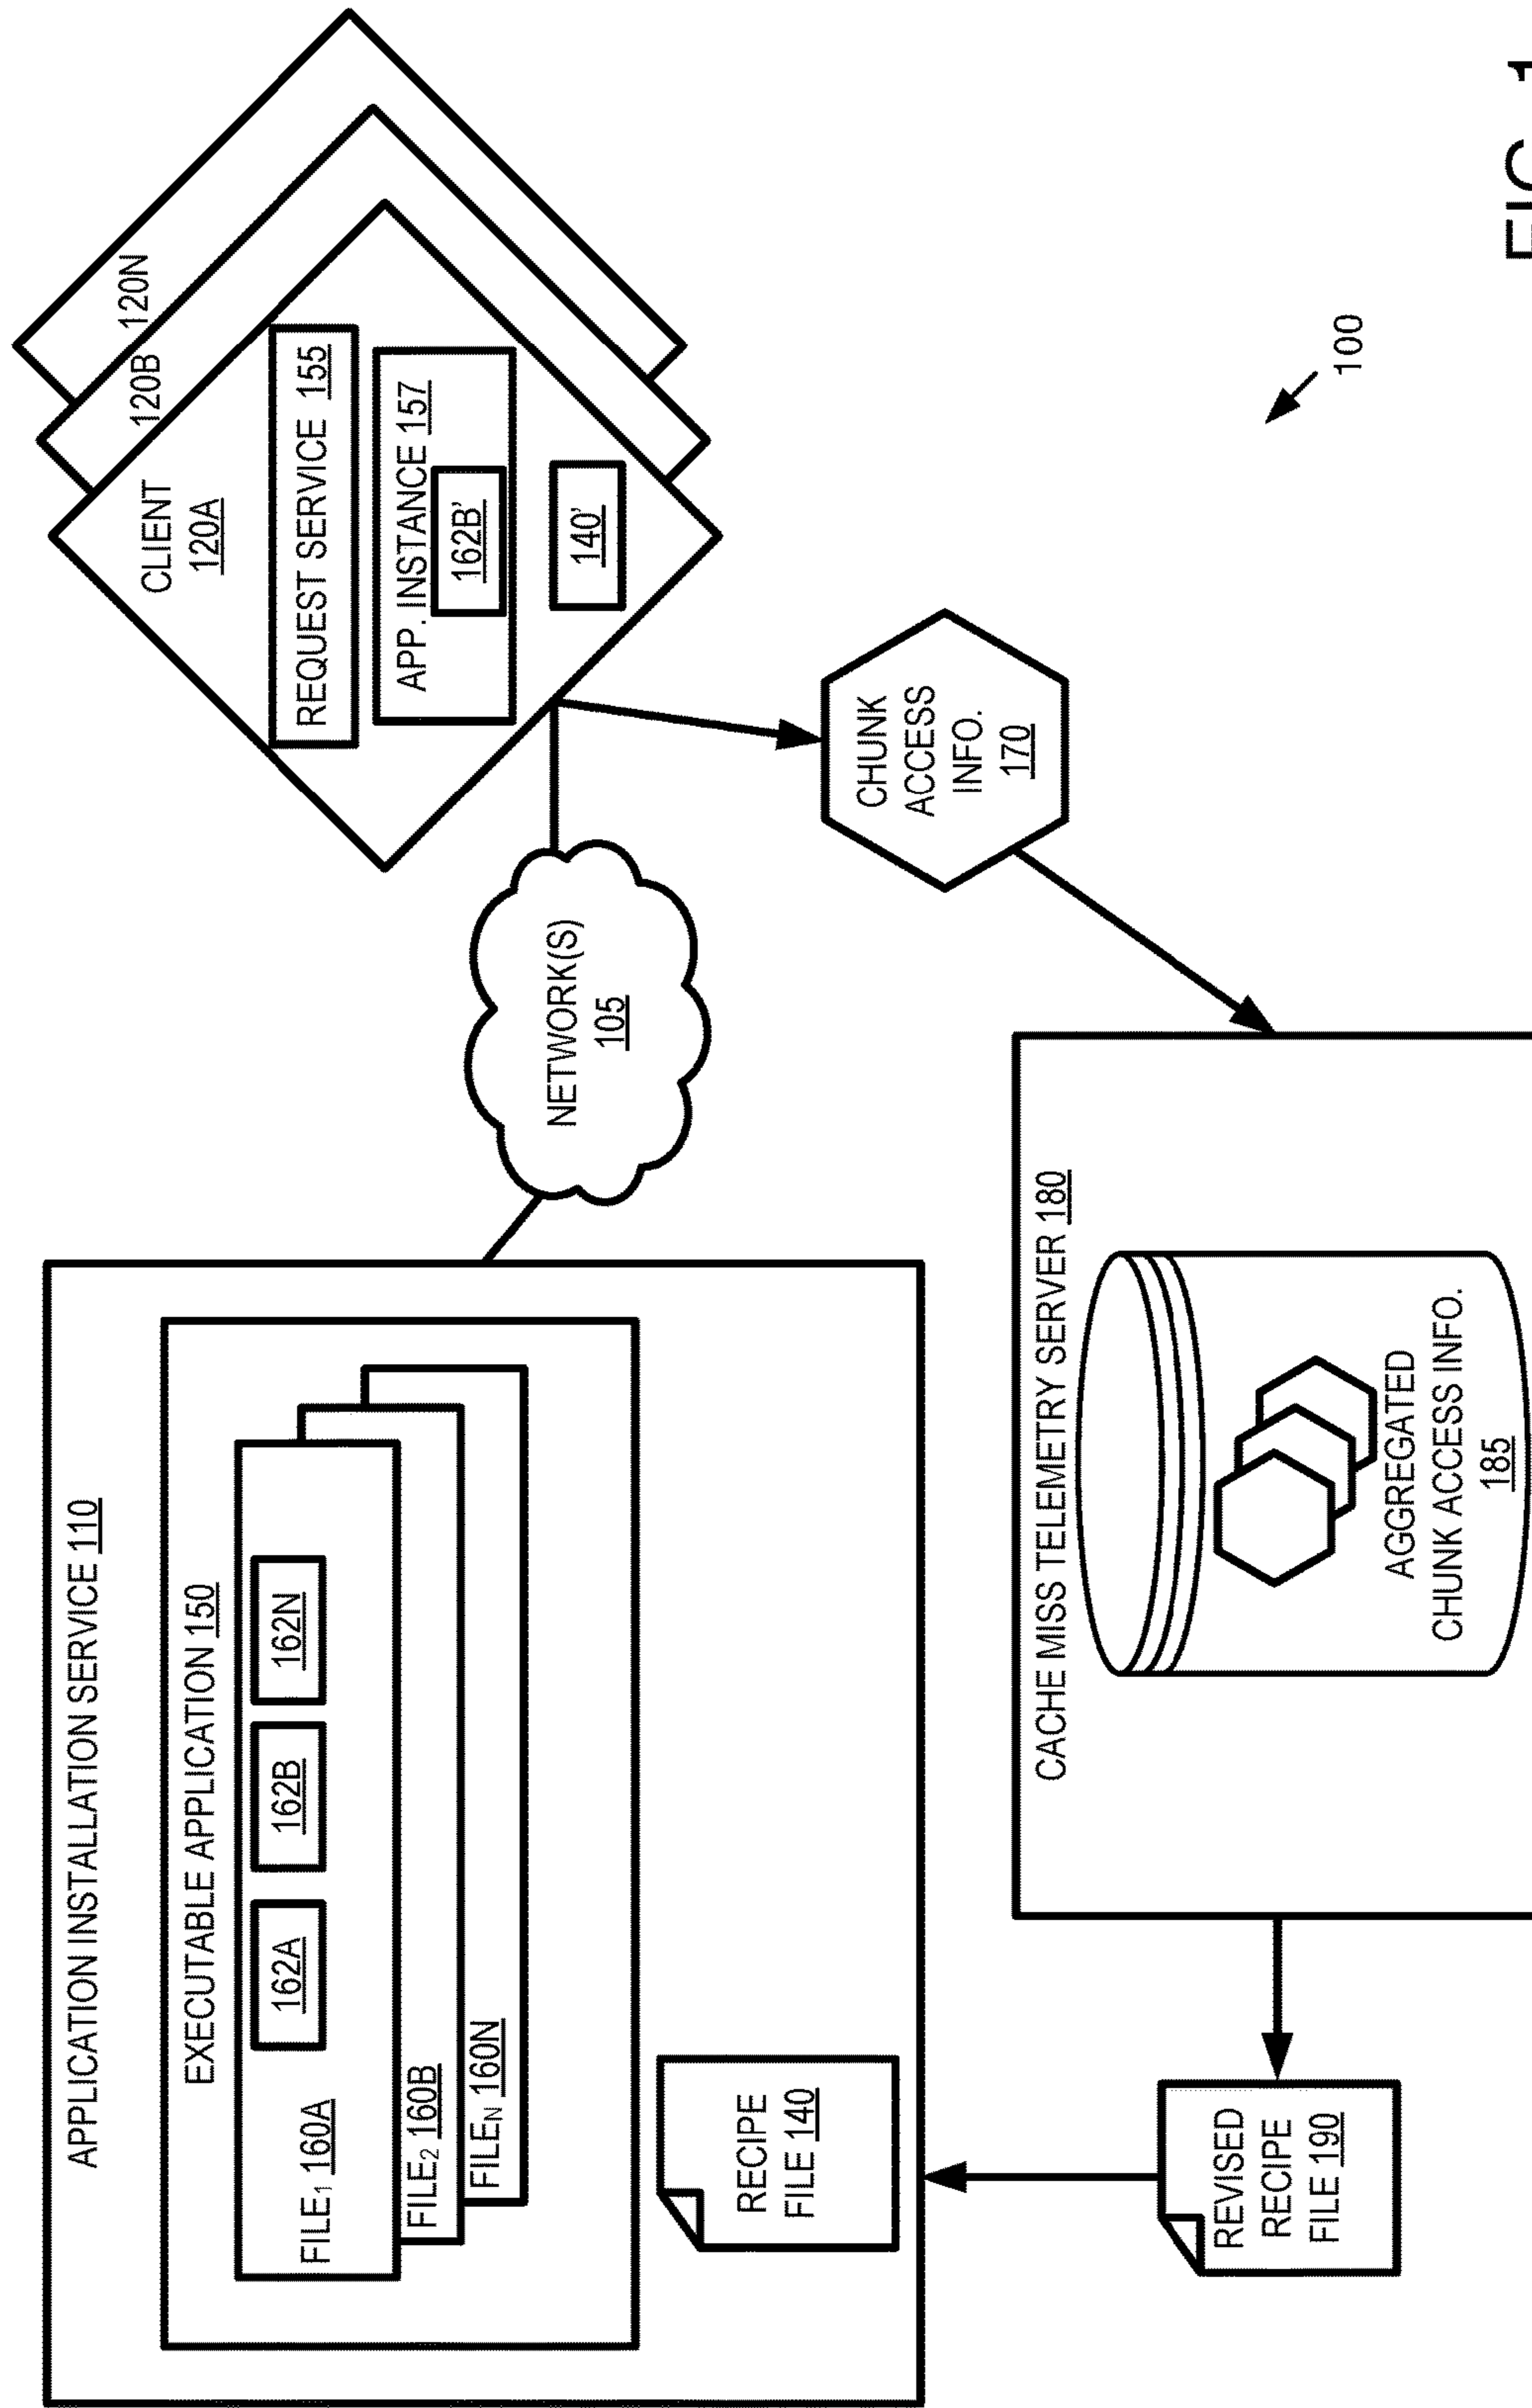 APPLICATION INSTALLATION SERVICE 110
EXECUTABLE APPLICATION 150
162A
162B
162N
FILE₁ 160A
FILE₂ 160B
FILEN 160N
RECIPE
FILE 140
NETWORK(S)
105
CLIENT
120A
120B
120N
REQUEST SERVICE 155
APP. INSTANCE 157
162B'
140'
CHUNK
ACCESS
INFO.
170
CACHE MISS TELEMETRY SERVER 180
AGGREGATED
CHUNK ACCESS INFO.
185
REVISED
RECIPE
FILE 190
100